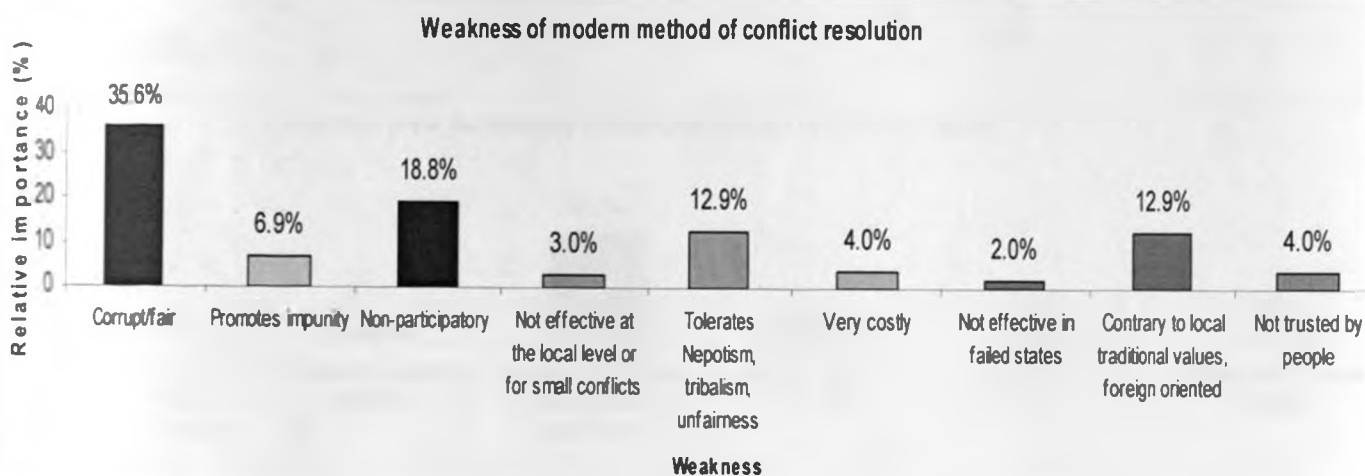 Weakness of modern method of conflict resolution
Relative importance (%)
40
30
20
10
0
35.6%
6.9%
18.8%
3.0%
12.9%
4.0%
2.0%
12.9%
4.0%
Corrupt/fair
Promotes impunity
Non-participatory
Not effective at
the local level or
for small conflicts
Tolerates
Nepotism,
tribalism,
unfairness
Very costly
Not effective in
failed states
Contrary to local
traditional values,
foreign oriented
Not trusted by
people
Weakness